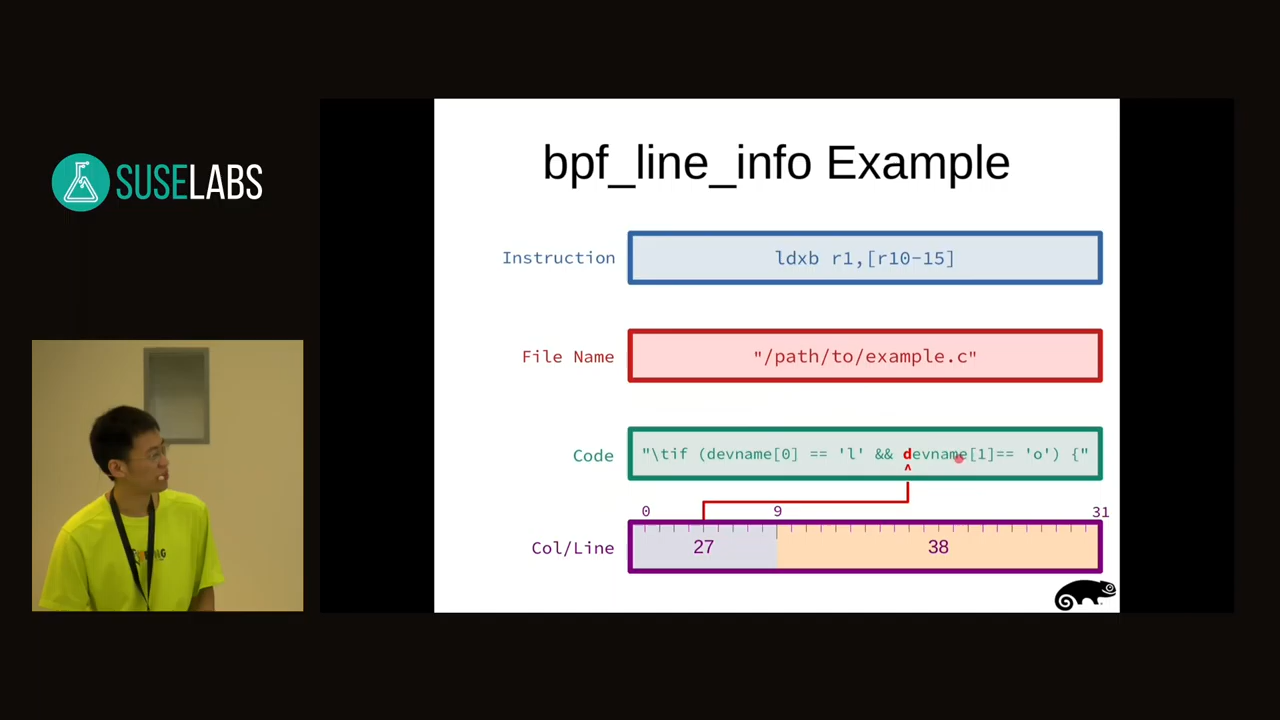 SUSELABS
bpf_line_info Example
Instruction
ldxb r1,[r10-15]
File Name
"/path/to/example.c"
Code
"\tif (devname[0] == 'l' && devname[1]== 'o') {"
^
0 9 31
Col/Line
27 38